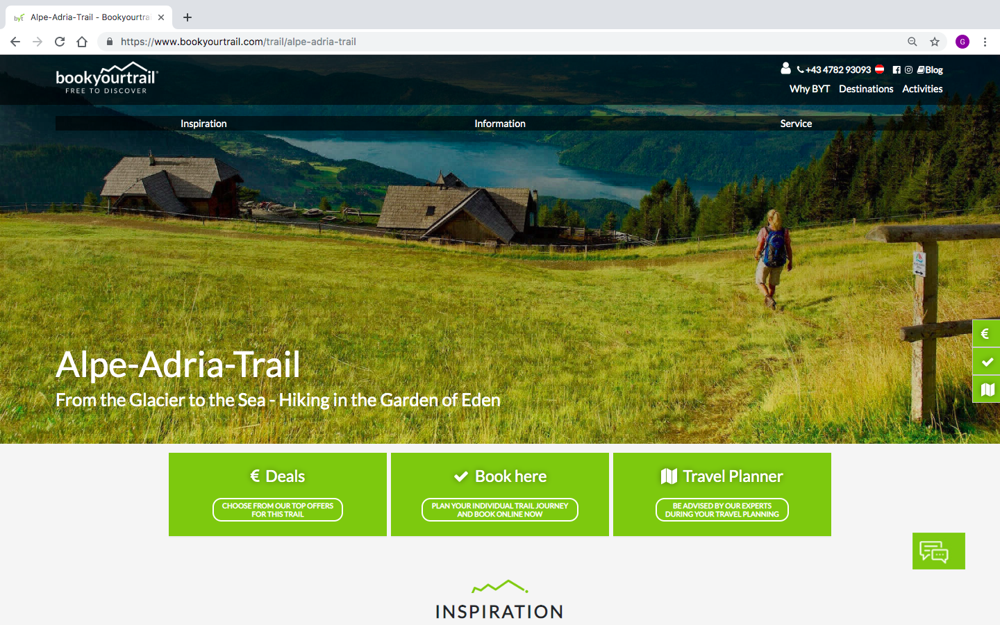 byt Alpe-Adria-Trail - Bookyourtra
https://www.bookyourtrail.com/trail/alpe-adria-trail
G
bookyourtrail®
FREE TO DISCOVER
+43 4782 93093 Blog
Why BYT Destinations Activities
Inspiration Information Service
Alpe-Adria-Trail
From the Glacier to the Sea - Hiking in the Garden of Eden
€
€ Deals
CHOOSE FROM OUR TOP OFFERS
FOR THIS TRAIL
Book here
PLAN YOUR INDIVIDUAL TRAIL JOURNEY
AND BOOK ONLINE NOW
Travel Planner
BE ADVISED BY OUR EXPERTS
DURING YOUR TRAVEL PLANNING
INSPIRATION